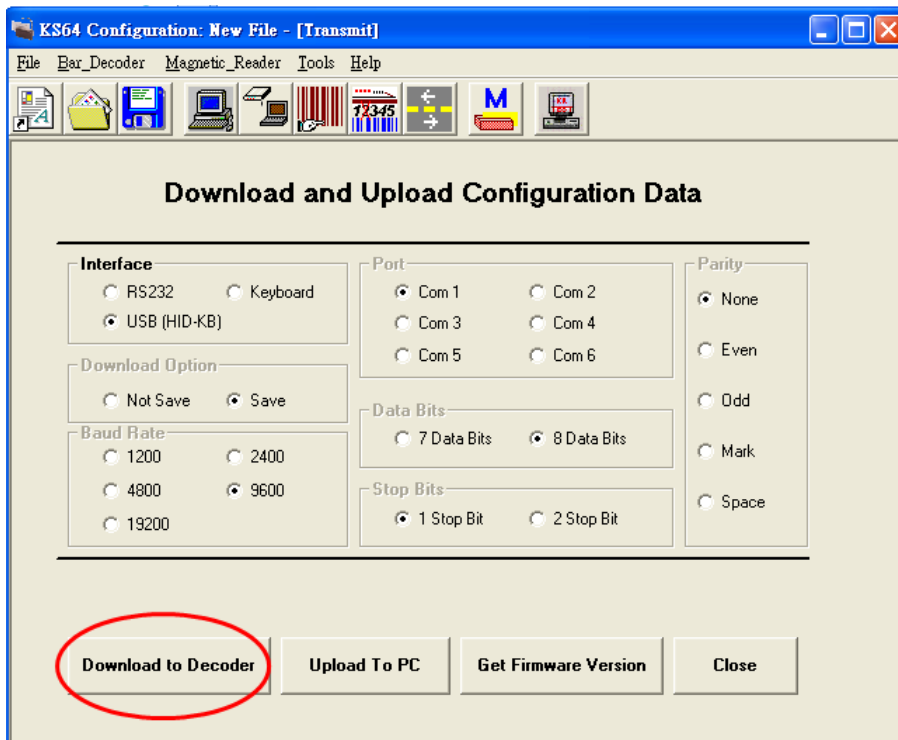 KS64 Configuration: New File - [Transmit]
File Bar_Decoder Magnetic_Reader Tools Help
A 12345 M
Download and Upload Configuration Data
Interface
RS232 Keyboard
USB (HID-KB)
Download Option
Not Save Save
Baud Rate
1200 2400
4800 9600
19200
Port
Com 1 Com 2
Com 3 Com 4
Com 5 Com 6
Data Bits
7 Data Bits 8 Data Bits
Stop Bits
1 Stop Bit 2 Stop Bit
Parity
None
Even
Odd
Mark
Space
Download to Decoder Upload To PC Get Firmware Version Close